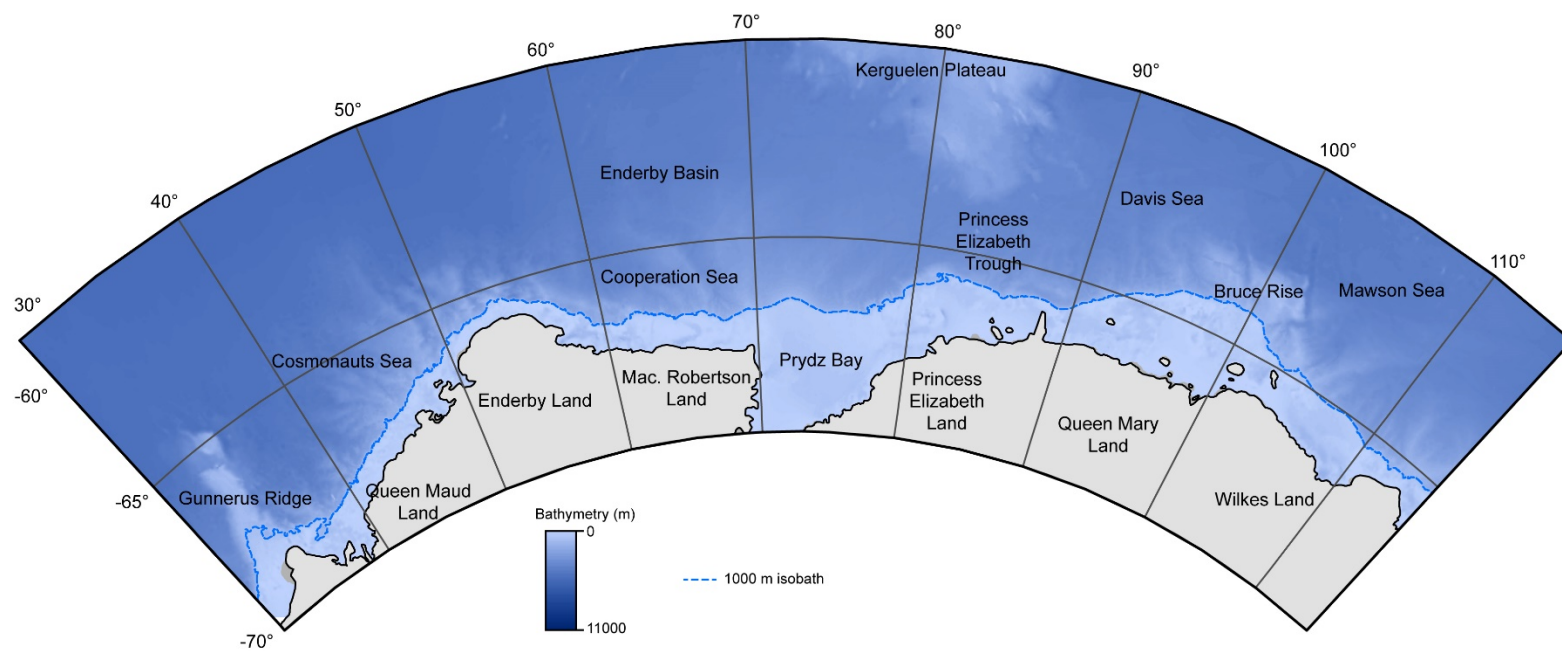 70°
80°
60°
Kerguelen Plateau
90°
50°
100°
Enderby Basin
40°
Davis Sea
Princess
Elizabeth
Trough
110°
Cooperation Sea
Bruce Rise
Mawson Sea
30°
Cosmonauts Sea
Prydz Bay
-60°
Mac. Robertson
Land
Enderby Land
Princess
Elizabeth
Land
Queen Mary
Land
-65°
Gunnerus Ridge
Queen Maud
Land
Wilkes Land
Bathymetry (m)
0
11000
1000 m isobath
-70°